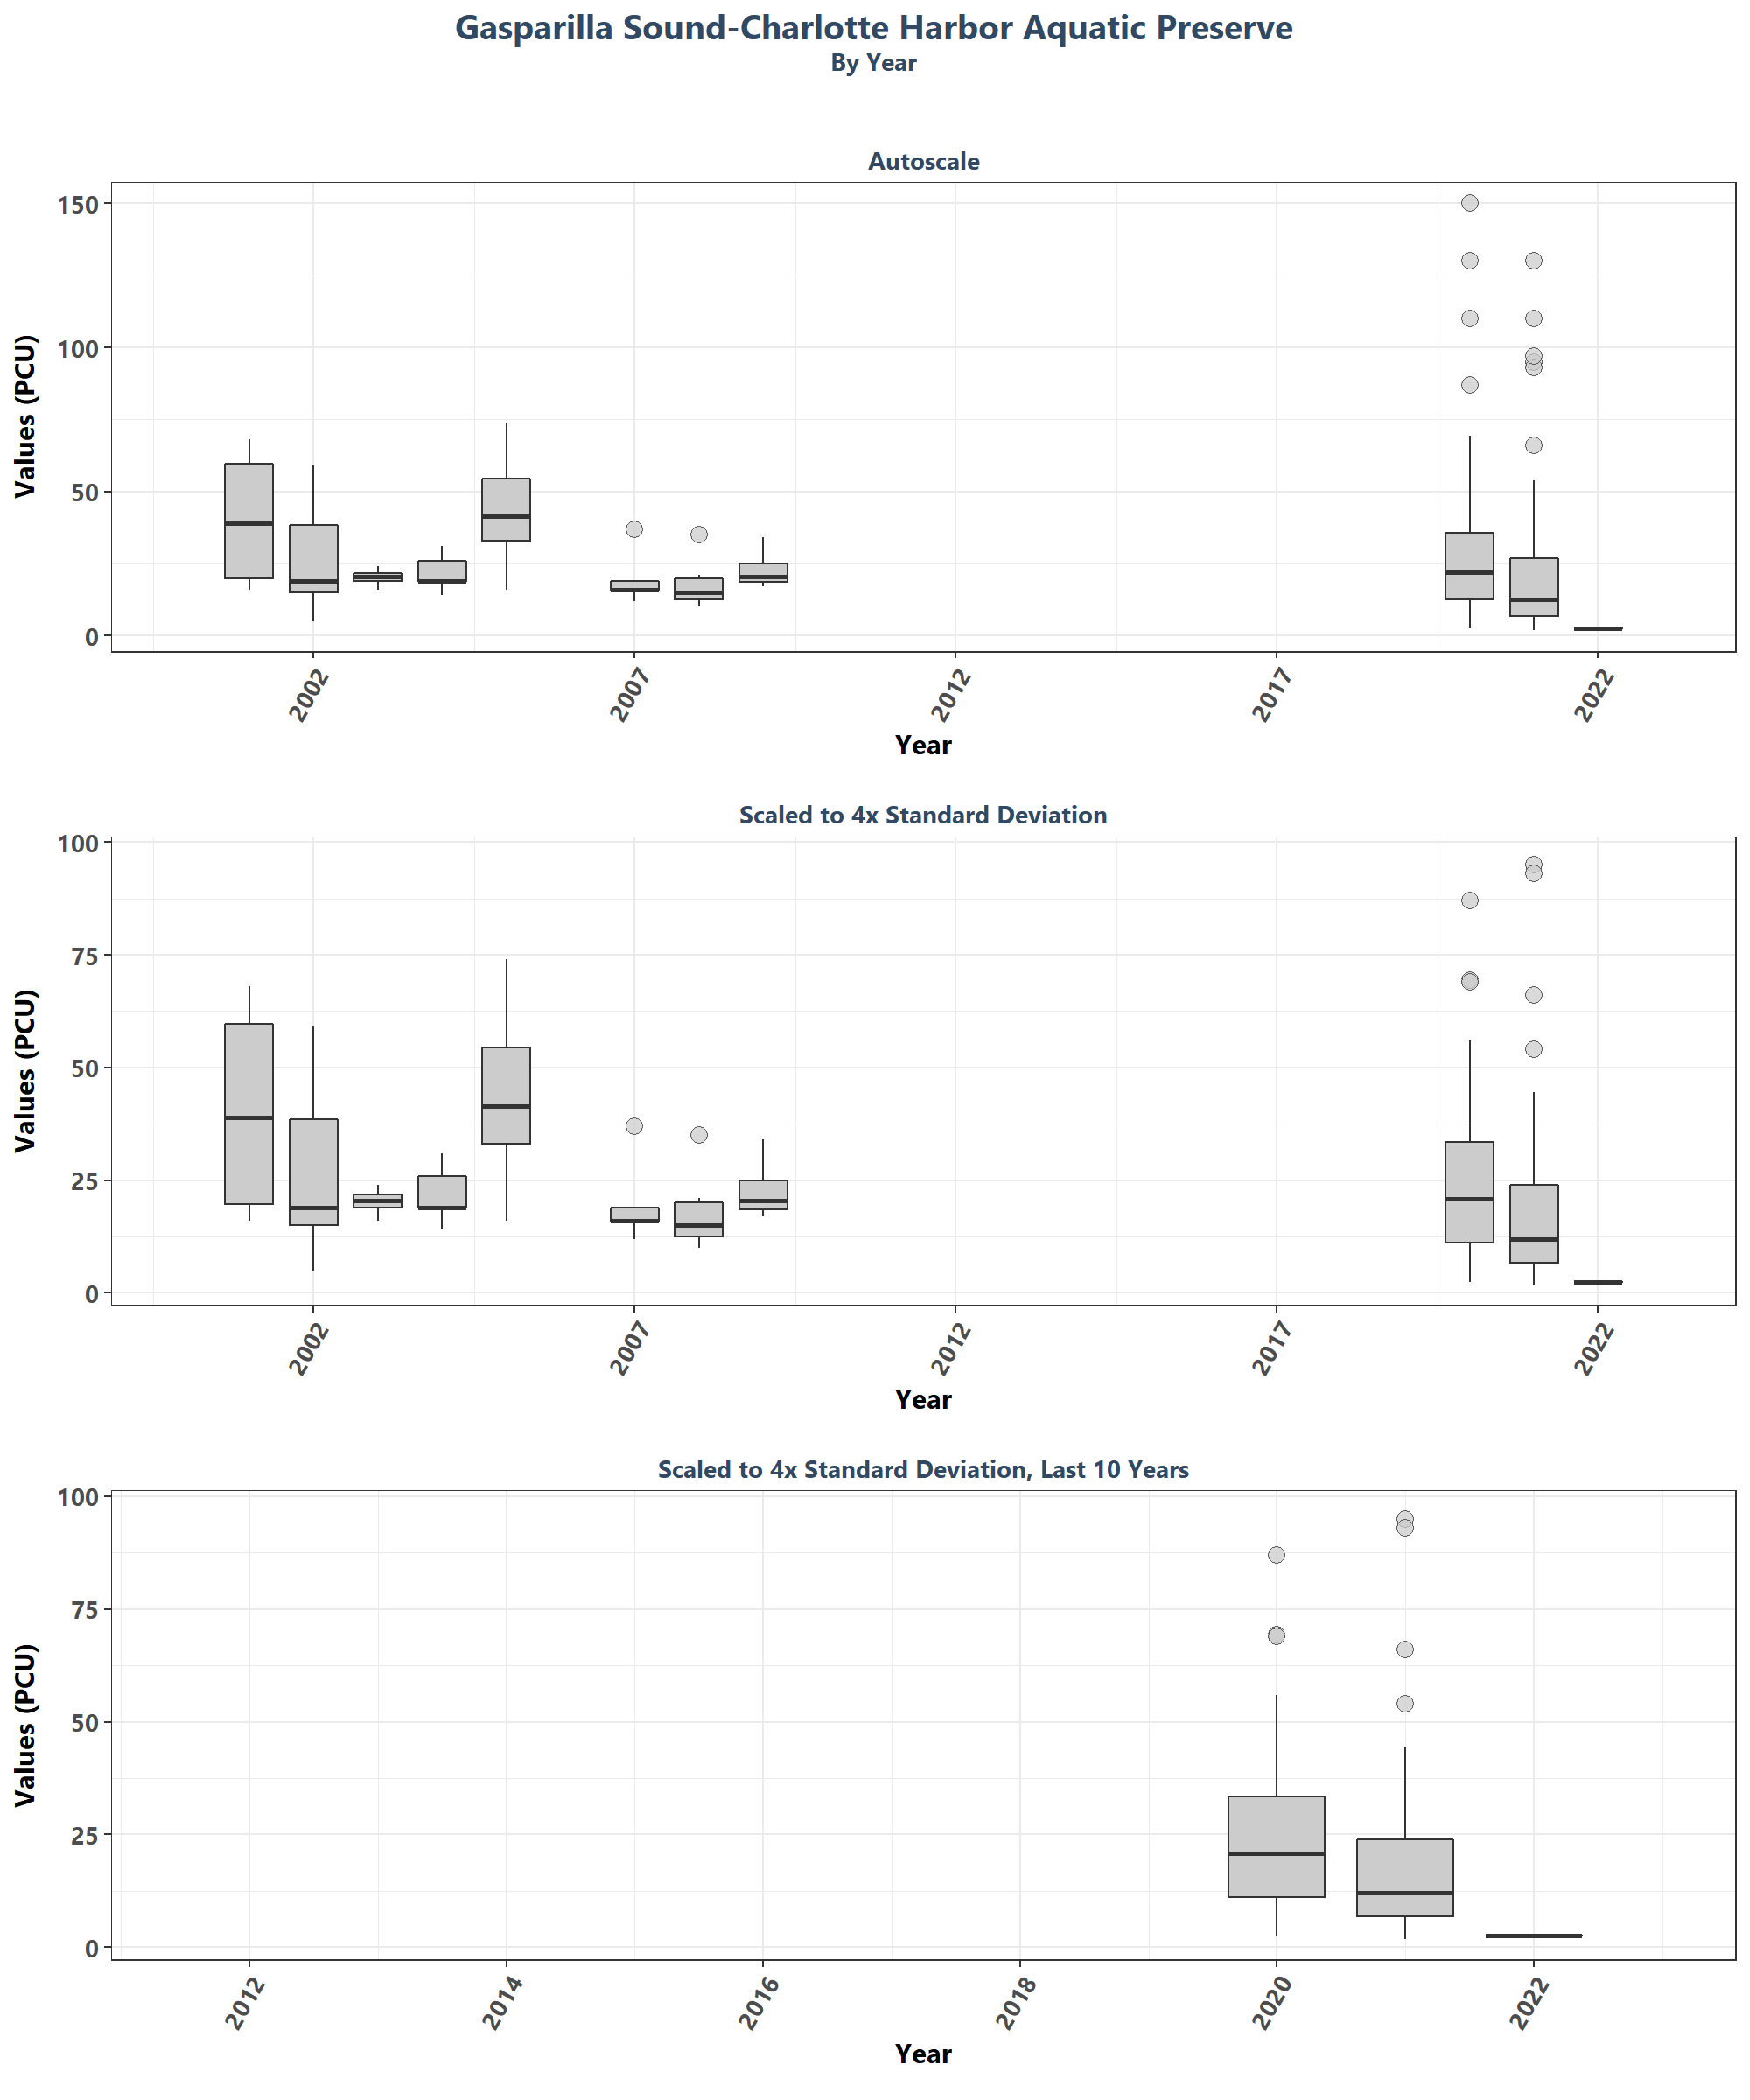 Gasparilla Sound-Charlotte Harbor Aquatic Preserve
By Year
Autoscale
Values (PCU)
150
100
50
0
2002
2007
2012
2017
2022
Year
Scaled to 4x Standard Deviation
Values (PCU)
100
75
50
25
0
2002
2007
2012
2017
2022
Year
Scaled to 4x Standard Deviation, Last 10 Years
Values (PCU)
100
75
50
25
0
2012
2014
2016
2018
2020
2022
Year